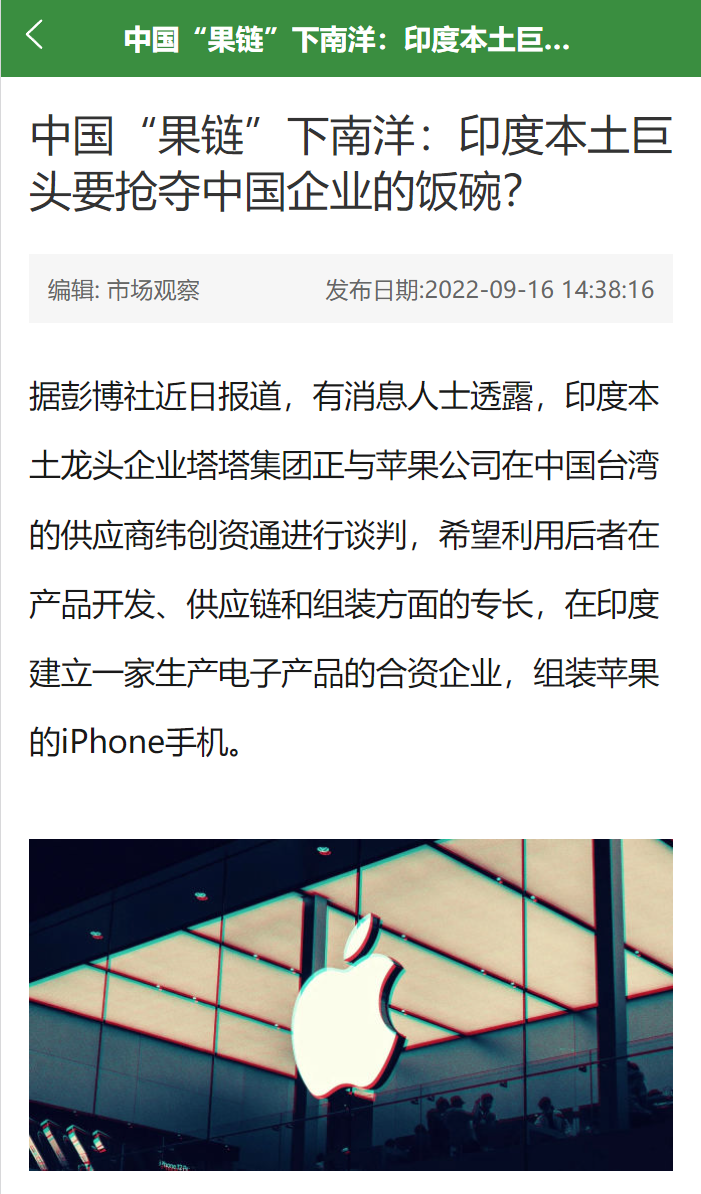 中国“果链”下南洋：印度本土巨...
中国“果链”下南洋：印度本土巨
头要抢夺中国企业的饭碗？
编辑: 市场观察 发布日期:2022-09-16 14:38:16
据彭博社近日报道，有消息人士透露，印度本
土龙头企业塔塔集团正与苹果公司在中国台湾
的供应商纬创资通进行谈判，希望利用后者在
产品开发、供应链和组装方面的专长，在印度
建立一家生产电子产品的合资企业，组装苹果
的iPhone手机。